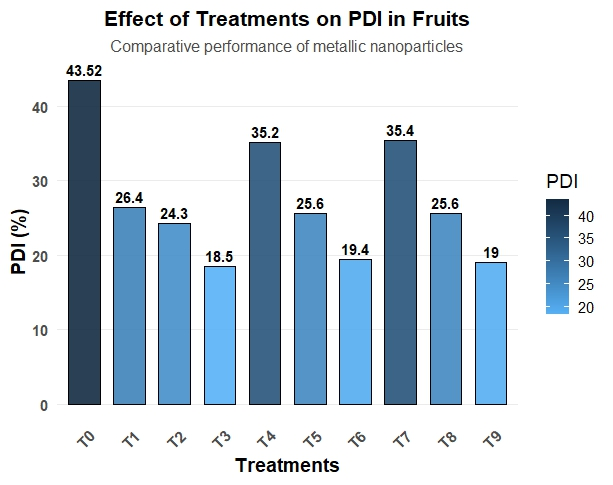 Effect of Treatments on PDI in Fruits
Comparative performance of metallic nanoparticles
43.52
26.4
24.3
18.5
35.2
25.6
19.4
35.4
25.6
19
PDI (%)
40
30
20
10
0
T0
T1
T2
T3
T4
T5
T6
T7
T8
T9
Treatments
PDI
40
35
30
25
20